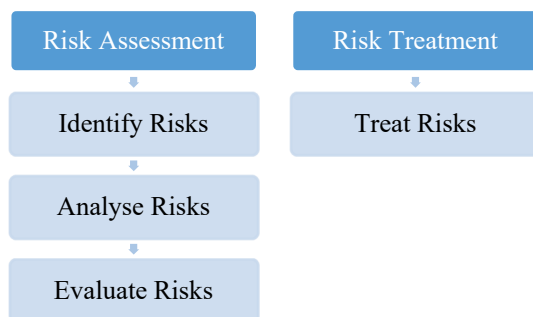 Risk Assessment
Identify Risks
Analyse Risks
Evaluate Risks
Risk Treatment
Treat Risks